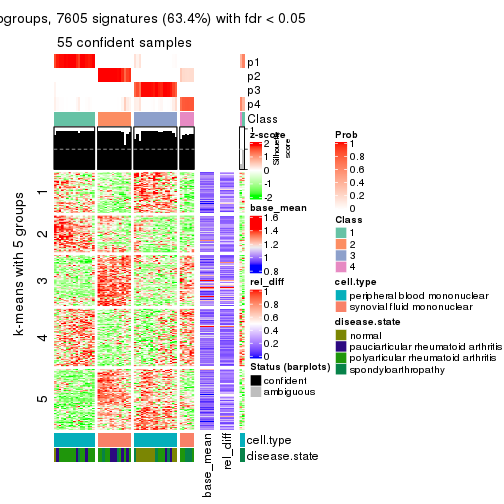 ogroups, 7605 signatures (63.4%) with fdr < 0.05
55 confident samples
p1
p2
p3
p4
Class
Silhouette
score
k-means with 5 groups
1
2
3
4
5
z-score
2
1
0
-1
-2
base_mean
1.6
1.4
1.2
1
0.8
rel_diff
1
0.8
0.6
0.4
0.2
0
Status (barplots)
confident
ambiguous
Prob
1
0.8
0.6
0.4
0.2
0
Class
1
2
3
4
cell.type
peripheral blood mononuclear
synovial fluid mononuclear
disease.state
normal
pauciarticular rheumatoid arthritis
polyarticular rheumatoid arthritis
spondyloarthropathy
cell.type
disease.state
base_mean
rel_diff